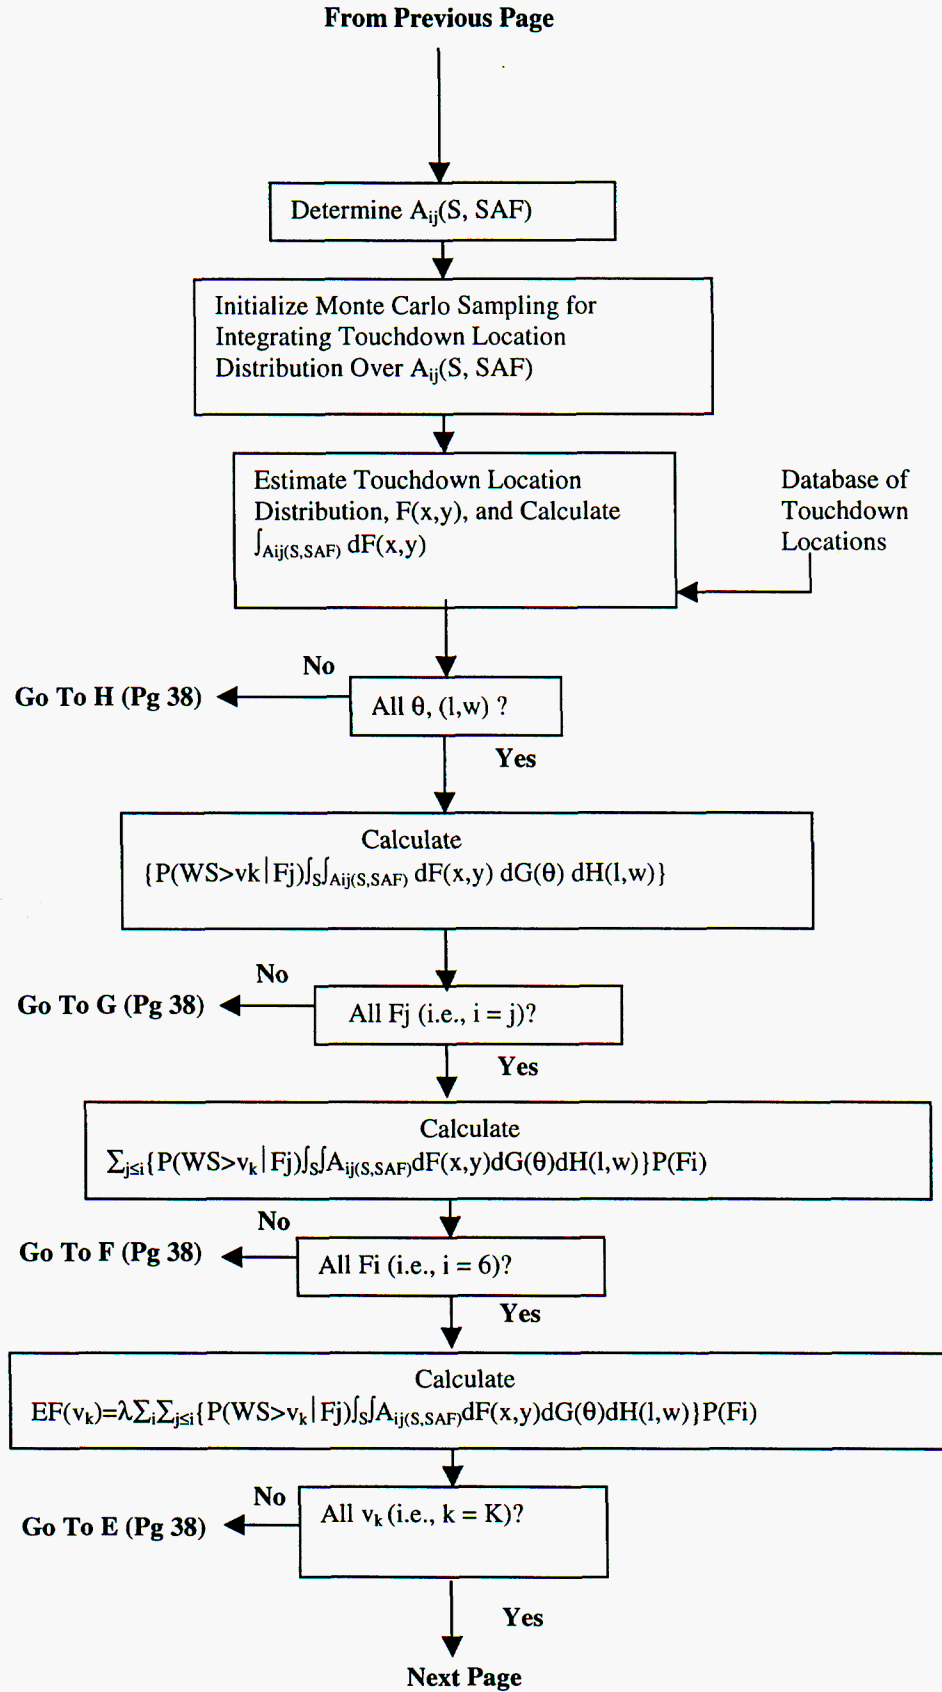 From Previous Page
Determine Aij(S, SAF)
Initialize Monte Carlo Sampling for
Integrating Touchdown Location
Distribution Over Aij(S, SAF)
Estimate Touchdown Location
Distribution, F(x,y), and Calculate
∫Aij(S,SAF) dF(x,y)
Database of
Touchdown
Locations
No
Go To H (Pg 38)
All θ, (l,w) ?
Yes
Calculate
{P(WS>vk|Fj)∫S∫Aij(S,SAF) dF(x,y) dG(θ) dH(l,w)}
No
Go To G (Pg 38)
All Fj (i.e., i = j)?
Yes
Calculate
∑j≤i{P(WS>vk|Fj)∫S∫Aij(S,SAF)dF(x,y)dG(θ)dH(l,w)}P(Fi)
No
Go To F (Pg 38)
All Fi (i.e., i = 6)?
Yes
Calculate
EF(vk)=λ∑i∑j≤i{P(WS>vk|Fj)∫S∫Aij(S,SAF)dF(x,y)dG(θ)dH(l,w)}P(Fi)
No
Go To E (Pg 38)
All vk (i.e., k = K)?
Yes
Next Page